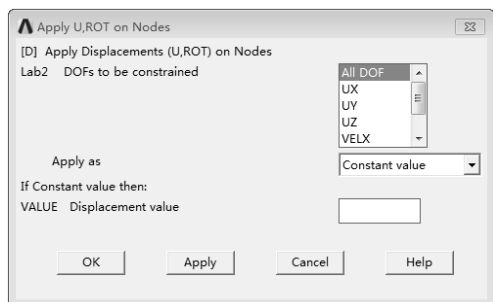 Apply U,ROT on Nodes
[D] Apply Displacements (U,ROT) on Nodes
Lab2 DOFs to be constrained
All DOF
UX
UY
UZ
VELX
Apply as
Constant value
If Constant value then:
VALUE Displacement value
OK Apply Cancel Help